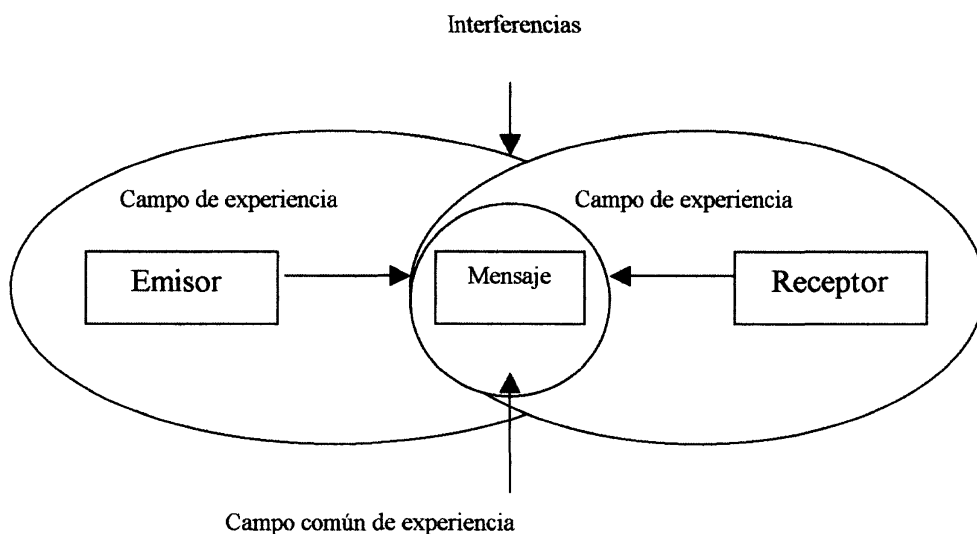 Interferencias
Campo de experiencia
Campo de experiencia
Emisor
Mensaje
Receptor
Campo común de experiencia